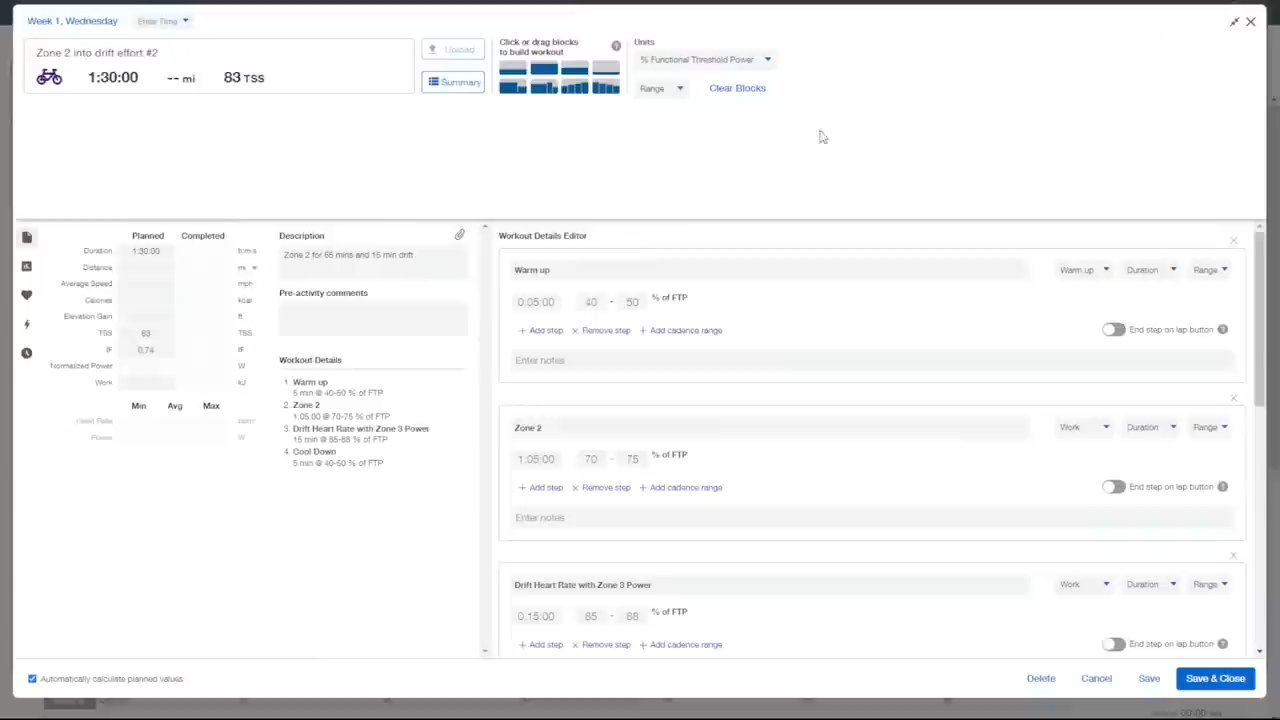 Week 1, Wednesday
Enter Time
Zone 2 into drift effort #2
1:30:00
-- mi
83 TSS
Upload
Summary
Click or drag blocks
to build workout
?
Units
% Functional Threshold Power
Range
Clear Blocks
Planned
Completed
Duration
1:30:00
h:m:s
Distance
mi
Average Speed
mph
Calories
kcal
Elevation Gain
ft
TSS
83
TSS
IF
0.74
IF
Normalized Power
W
Work
kJ
Min
Avg
Max
Heart Rate
bpm
Power
W
Description
Zone 2 for 65 mins and 15 min drift
Pre-activity comments
Workout Details
1. Warm up
5 min @ 40-50 % of FTP
2. Zone 2
1:05:00 @ 70-75 % of FTP
3. Drift Heart Rate with Zone 3 Power
15 min @ 85-88 % of FTP
4. Cool Down
5 min @ 40-50 % of FTP
Workout Details Editor
Warm up
Warm up
Duration
Range
0:05:00
40 - 50 % of FTP
+ Add step
× Remove step
+ Add cadence range
End step on lap button ?
Enter notes
Zone 2
Work
Duration
Range
1:05:00
70 - 75 % of FTP
+ Add step
× Remove step
+ Add cadence range
End step on lap button ?
Enter notes
Drift Heart Rate with Zone 3 Power
Work
Duration
Range
0:15:00
85 - 88 % of FTP
+ Add step
× Remove step
+ Add cadence range
End step on lap button ?
Automatically calculate planned values
Delete
Cancel
Save
Save & Close